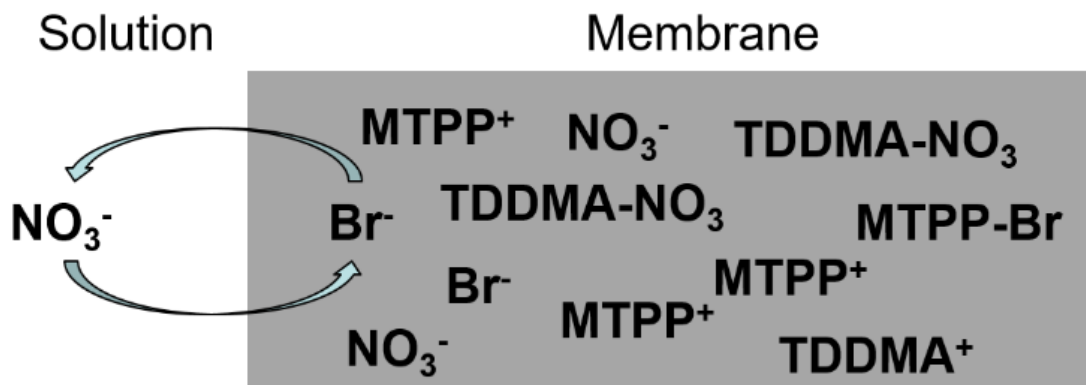 Solution Membrane
MTPP⁺ NO₃⁻ TDDMA-NO₃
NO₃⁻ Br⁻ TDDMA-NO₃ MTPP-Br
Br⁻ MTPP⁺
NO₃⁻ MTPP⁺ TDDMA⁺